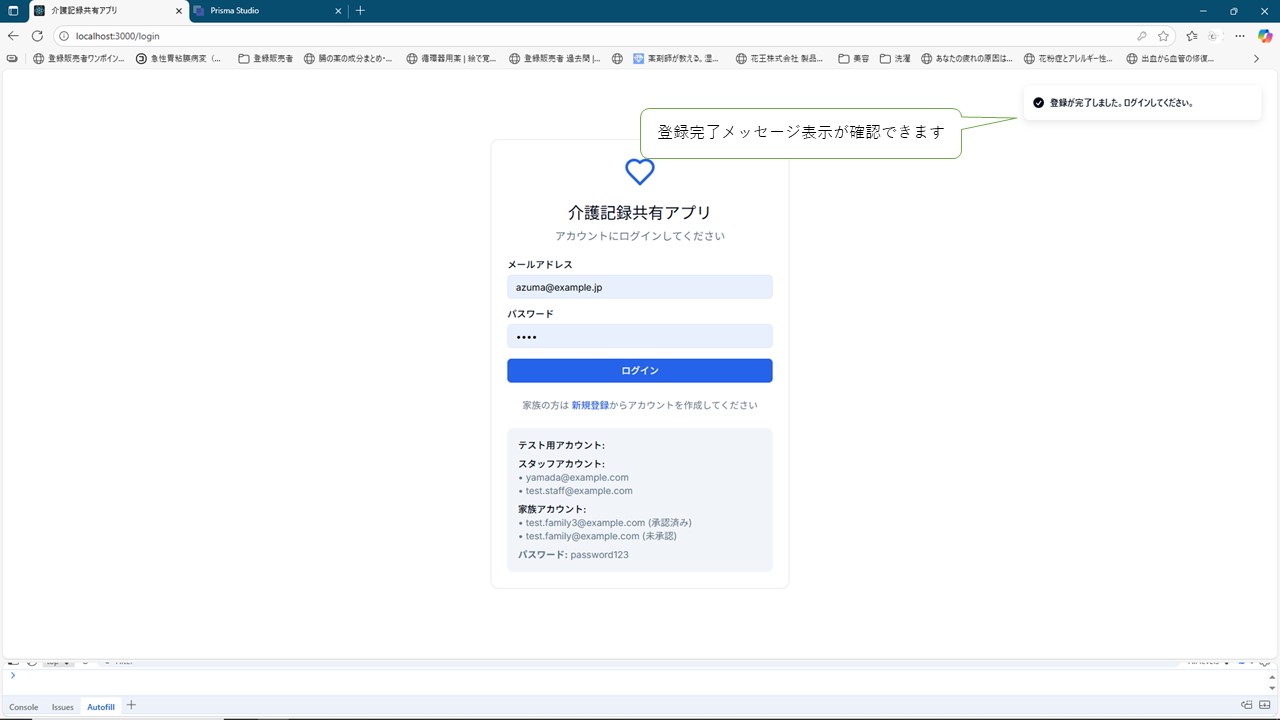 介護記録共有アプリ
Prisma Studio
localhost:3000/login
登録販売者ワンポイン...
急性胃粘膜病変（...
登録販売者
腸の薬の成分まとめ-...
循環器用薬 | 絵で覚...
登録販売者 過去問 |...
薬剤師が教える。湿...
花王株式会社 製品...
美容
洗濯
あなたの疲れの原因は...
花粉症とアレルギー性...
出血から血管の修復...
登録が完了しました。ログインしてください。
登録完了メッセージ表示が確認できます
介護記録共有アプリ
アカウントにログインしてください
メールアドレス
azuma@example.jp
パスワード
••••
ログイン
家族の方は 新規登録からアカウントを作成してください
テスト用アカウント:
スタッフアカウント:
• yamada@example.com
• test.staff@example.com
家族アカウント:
• test.family3@example.com (承認済み)
• test.family@example.com (未承認)
パスワード: password123
Console
Issues
Autofill